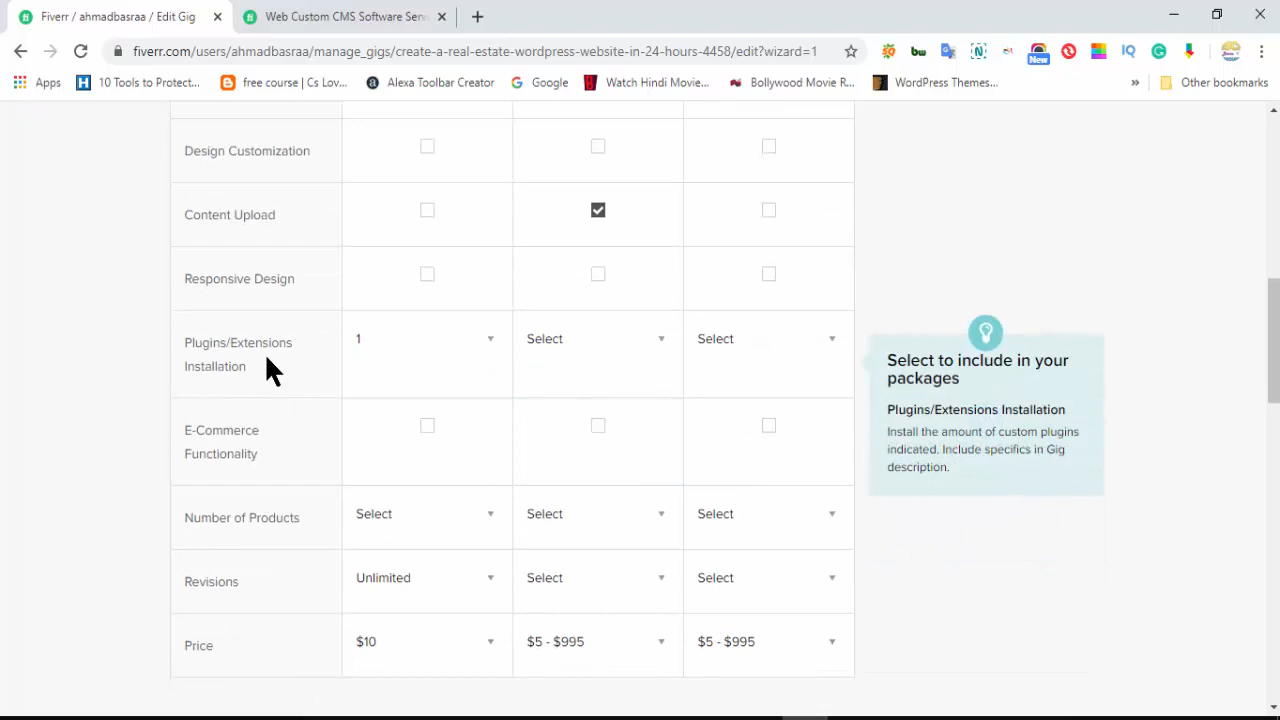 Fiverr / ahmadbasraa / Edit Gig
Web Custom CMS Software Serv
fiverr.com/users/ahmadbasraa/manage_gigs/create-a-real-estate-wordpress-website-in-24-hours-4458/edit?wizard=1
New
Apps
10 Tools to Protect...
free course | Cs Lov...
Alexa Toolbar Creator
Google
Watch Hindi Movie...
Bollywood Movie R...
WordPress Themes...
»
Other bookmarks
Design Customization
Content Upload
Responsive Design
Plugins/Extensions
Installation
1
Select
Select
E-Commerce
Functionality
Number of Products
Select
Select
Select
Revisions
Unlimited
Select
Select
Price
$10
$5 - $995
$5 - $995
Select to include in your
packages
Plugins/Extensions Installation
Install the amount of custom plugins
indicated. Include specifics in Gig
description.